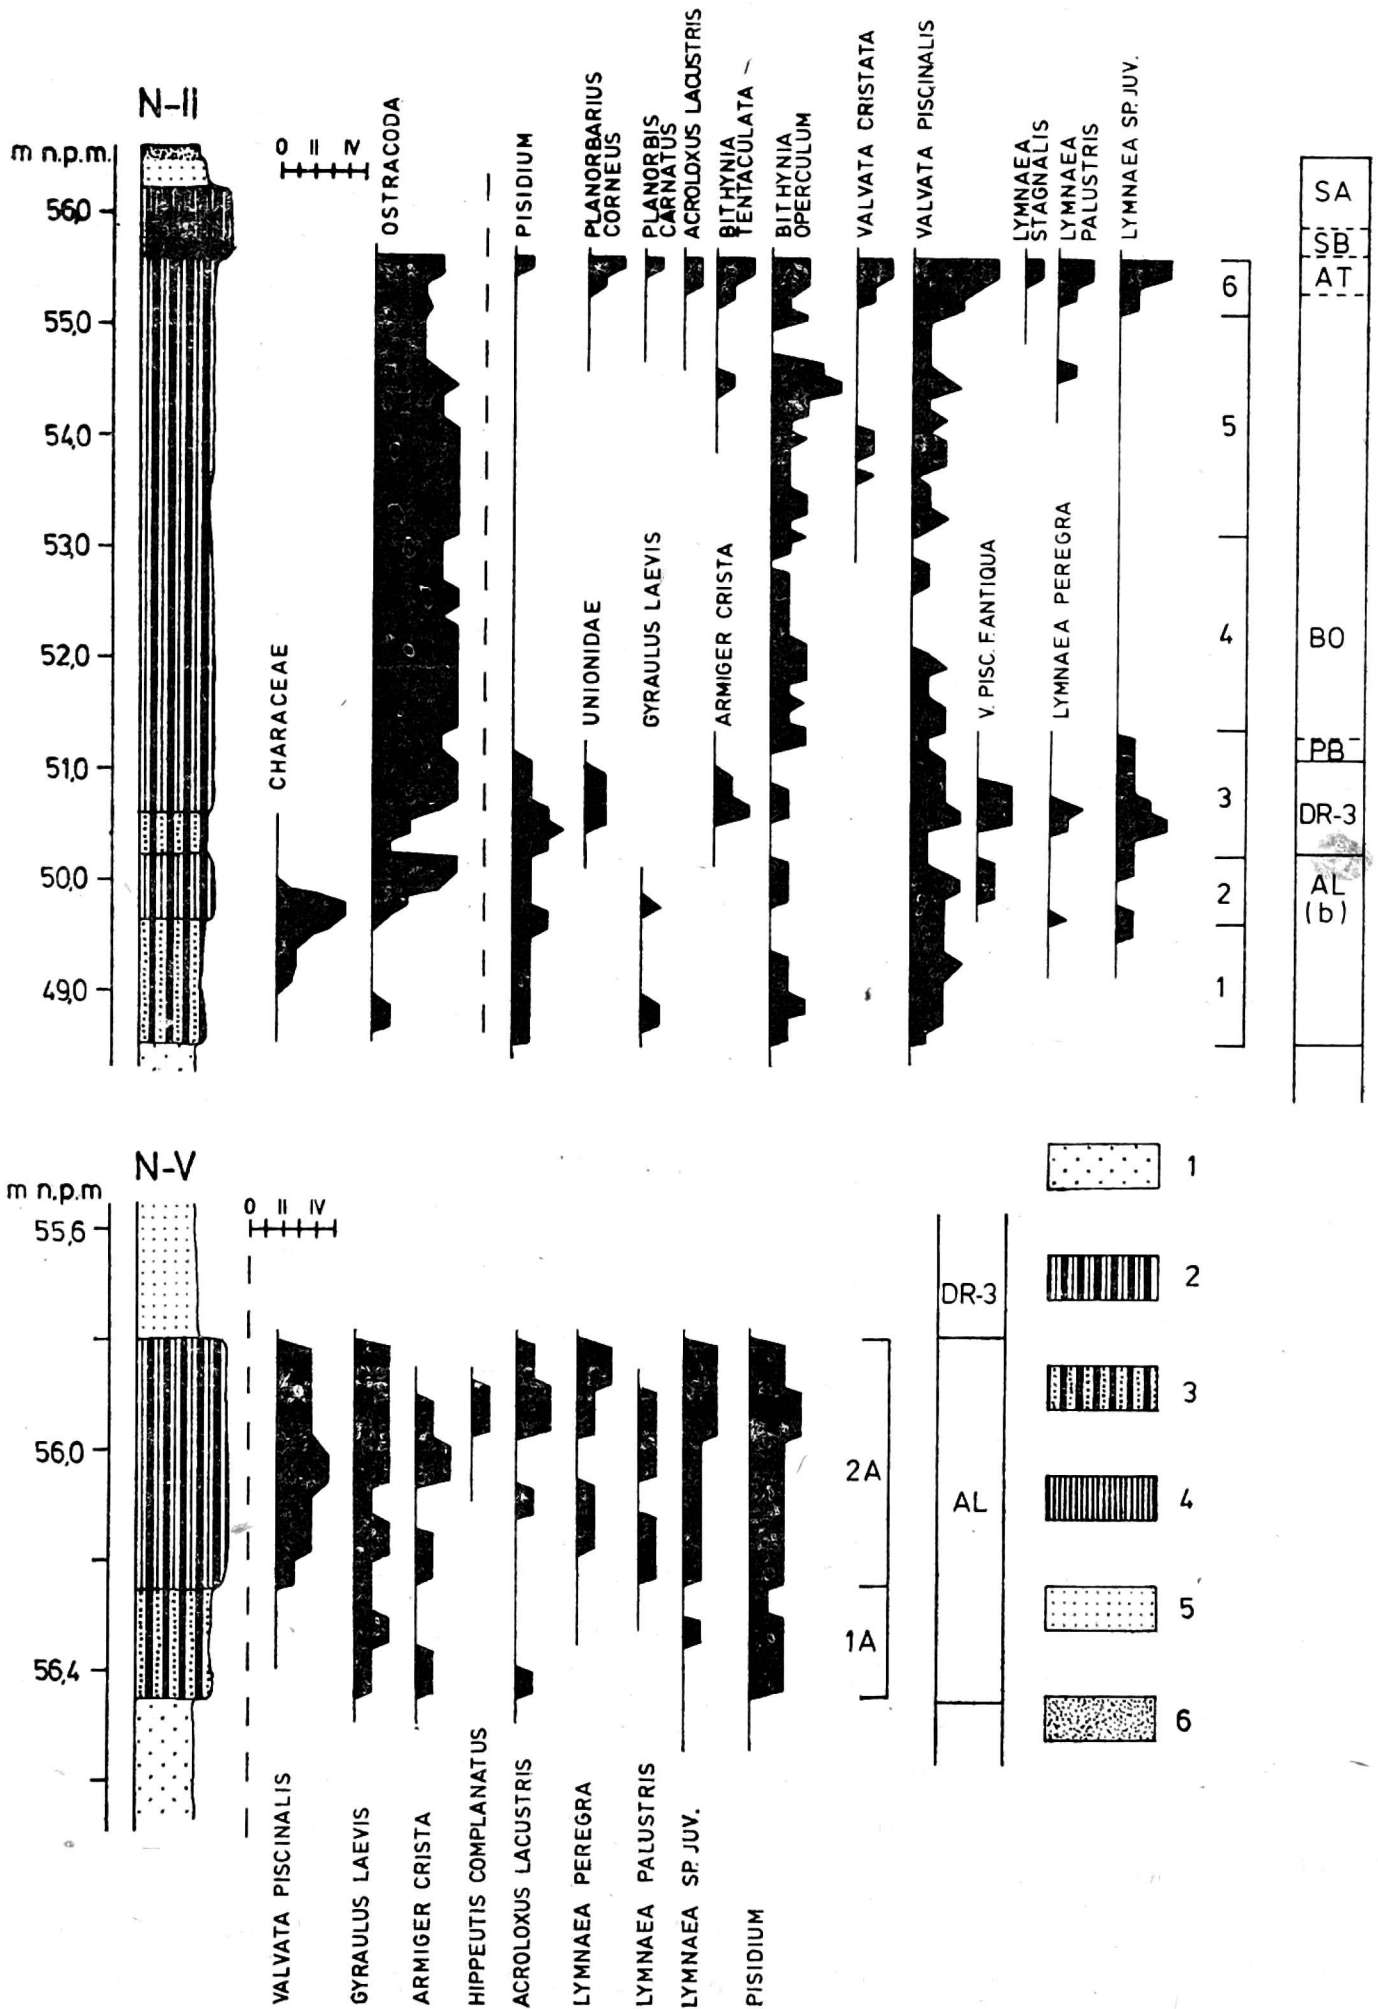 N-II
m n.p.m.
0 II IV
OSTRACODA
PISIDIUM
PLANORBARIUS
CORNEUS
PLANORBIS
CARNATUS
ACROLOXUS LACUSTRIS
BITHYNIA
TENTACULATA
BITHYNIA
OPERCULUM
VALVATA CRISTATA
VALVATA PISCINALIS
LYMNAEA
STAGNALIS
LYMNAEA
PALUSTRIS
LYMNAEA SP. JUV.
56,0
55,0
54,0
53,0
52,0
51,0
50,0
49,0
CHARACEAE
UNIONIDAE
GYRAULUS LAEVIS
ARMIGER CRISTA
V. PISC. F. ANTIQUA
LYMNAEA PEREGRA
6
5
4
3
2
1
SA
SB
AT
BO
PB
DR-3
AL
(b)
N-V
m n.p.m
0 II IV
55,6
56,0
56,4
2A
1A
DR-3
AL
VALVATA PISCINALIS
GYRAULUS LAEVIS
ARMIGER CRISTA
HIPPEUTIS COMPLANATUS
ACROLOXUS LACUSTRIS
LYMNAEA PEREGRA
LYMNAEA PALUSTRIS
LYMNAEA SP. JUV.
PISIDIUM
1
2
3
4
5
6